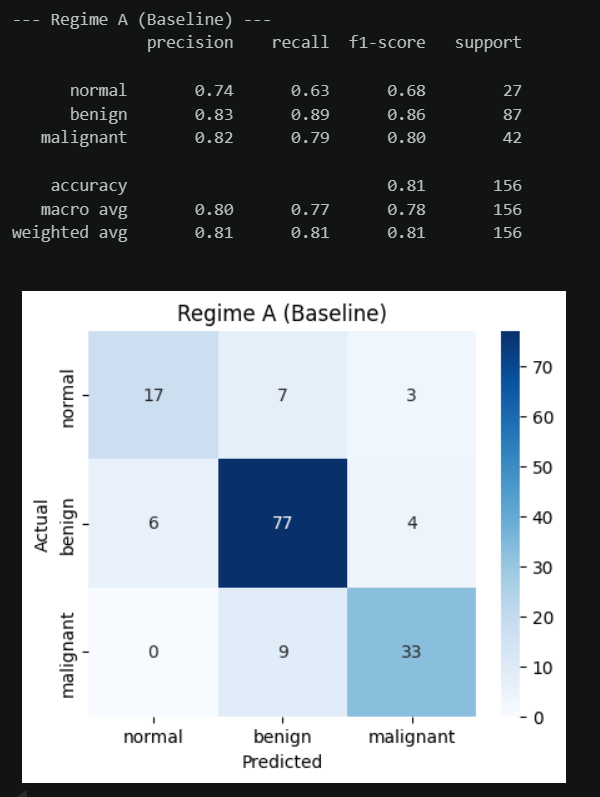 --- Regime A (Baseline) ---
precision recall f1-score support
normal 0.74 0.63 0.68 27
benign 0.83 0.89 0.86 87
malignant 0.82 0.79 0.80 42
accuracy 0.81 156
macro avg 0.80 0.77 0.78 156
weighted avg 0.81 0.81 0.81 156
Regime A (Baseline)
normal 17 7 3
benign 6 77 4
malignant 0 9 33
Actual
normal benign malignant
Predicted
70
60
50
40
30
20
10
0